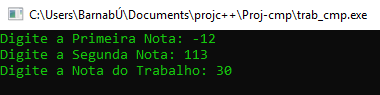 C:\Users\BarnabÚ\Documents\projc++\Proj-cmp\trab_cmp.exe
Digite a Primeira Nota: -12
Digite a Segunda Nota: 113
Digite a Nota do Trabalho: 30